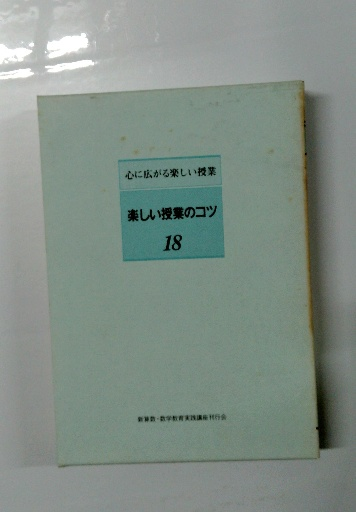 心に広がる楽しい授業
楽しい授業のコツ
18
新算数・数学教育実践講座刊行会